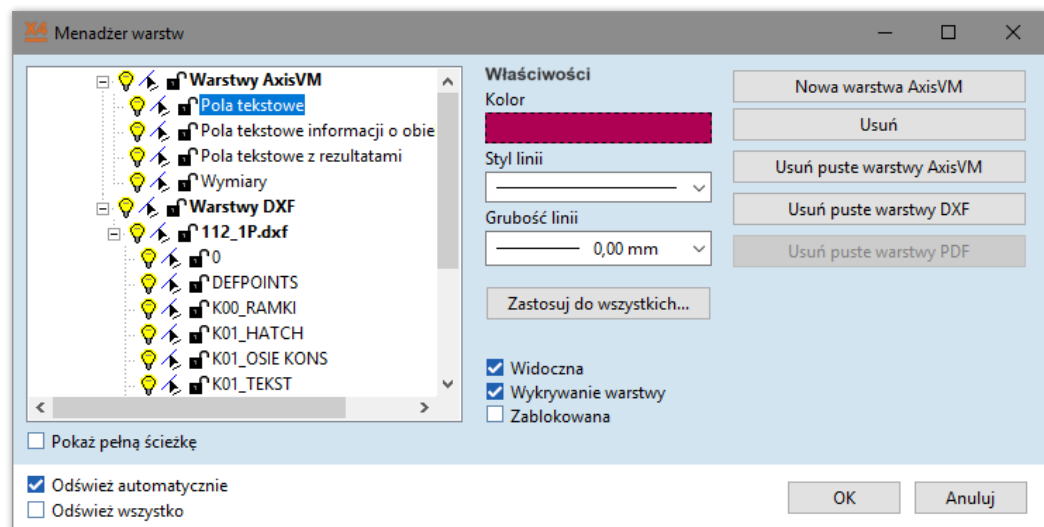 X4 Menadżer warstw
Warstwy AxisVM
Pola tekstowe
Pola tekstowe informacji o obie
Pola tekstowe z rezultatami
Wymiary
Warstwy DXF
112_1P.dxf
0
DEFPOINTS
K00_RAMKI
K01_HATCH
K01_OSIE KONS
K01_TEKST
Pokaż pełną ścieżkę
Właściwości
Kolor
Styl linii
Grubość linii
0,00 mm
Zastosuj do wszystkich...
Widoczna
Wykrywanie warstwy
Zablokowana
Nowa warstwa AxisVM
Usuń
Usuń puste warstwy AxisVM
Usuń puste warstwy DXF
Usuń puste warstwy PDF
Odśwież automatycznie
Odśwież wszystko
OK
Anuluj